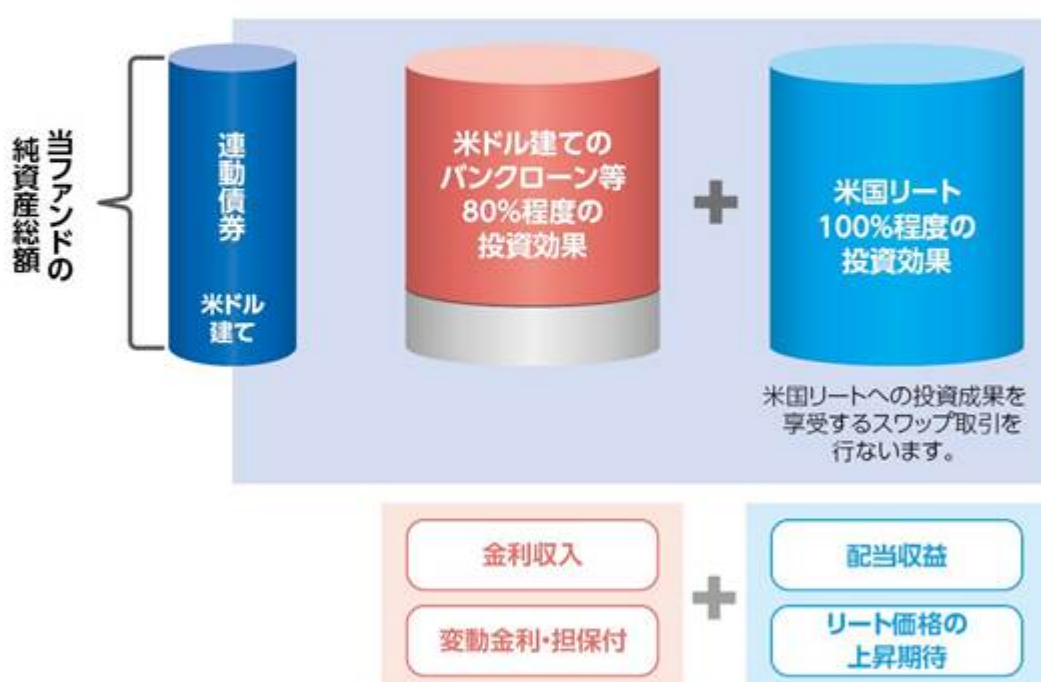 当ファンドの
純資産総額
連動債券
米ドル
建て
米ドル建ての
バンクローン等
80%程度の
投資効果
米国リート
100%程度の
投資効果
米国リートへの投資成果を
享受するスワップ取引を
行ないます。
金利収入
変動金利・担保付
配当収益
リート価格の
上昇期待